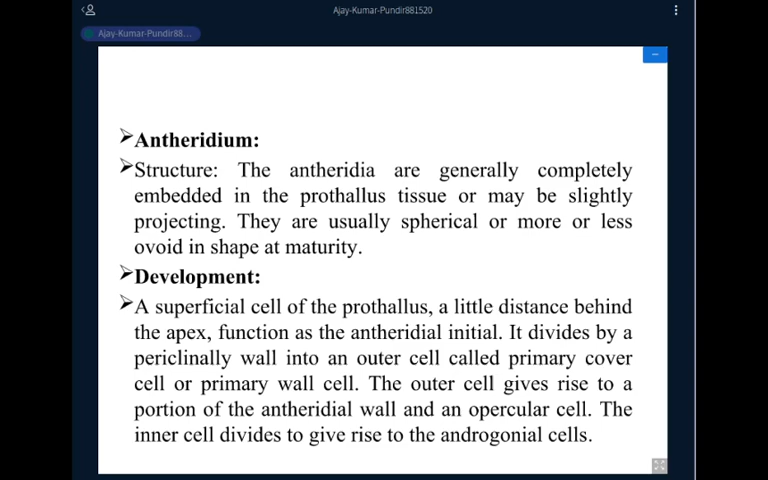 Ajay-Kumar-Pundir881520
Ajay-Kumar-Pundir88...
➢Antheridium:
➢Structure: The antheridia are generally completely
embedded in the prothallus tissue or may be slightly
projecting. They are usually spherical or more or less
ovoid in shape at maturity.
➢Development:
➢A superficial cell of the prothallus, a little distance behind
the apex, function as the antheridial initial. It divides by a
periclinally wall into an outer cell called primary cover
cell or primary wall cell. The outer cell gives rise to a
portion of the antheridial wall and an opercular cell. The
inner cell divides to give rise to the androgonial cells.